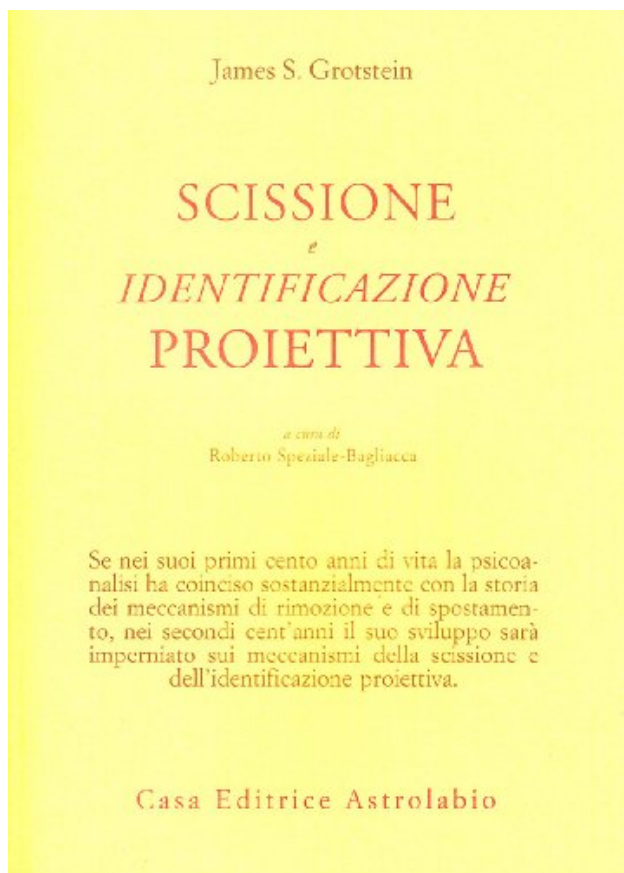 James S. Grotstein
SCISSIONE
e
IDENTIFICAZIONE
PROIETTIVA
a cura di
Roberto Speziale-Bagliacca
Se nei suoi primi cento anni di vita la psicoa-
nalisi ha coinciso sostanzialmente con la storia
dei meccanismi di rimozione e di spostamen-
to, nei secondi cent'anni il suo sviluppo sarà
imperniato sui meccanismi della scissione e
dell'identificazione proiettiva.
Casa Editrice Astrolabio